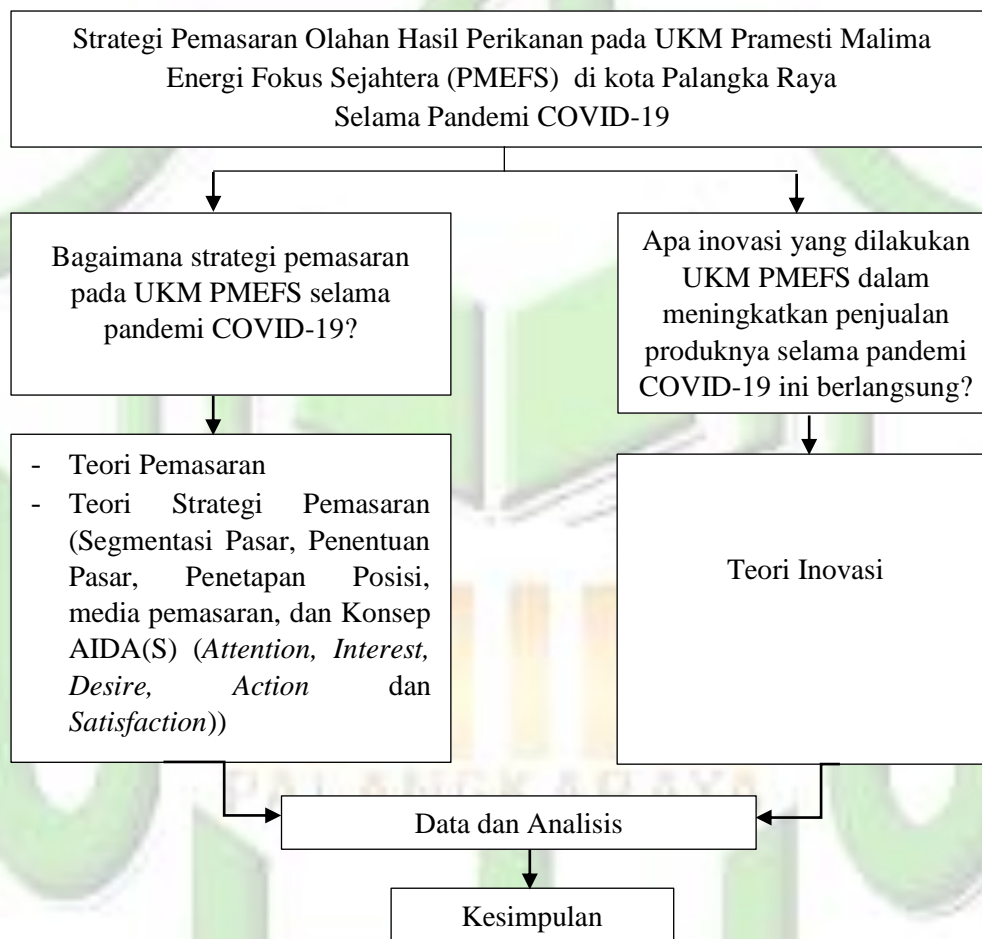 Strategi Pemasaran Olahan Hasil Perikanan pada UKM Pramesti Malima
Energi Fokus Sejahtera (PMEFS) di kota Palangka Raya
Selama Pandemi COVID-19
Bagaimana strategi pemasaran
pada UKM PMEFS selama
pandemi COVID-19?
Apa inovasi yang dilakukan
UKM PMEFS dalam
meningkatkan penjualan
produknya selama pandemi
COVID-19 ini berlangsung?
- Teori Pemasaran
- Teori Strategi Pemasaran
(Segmentasi Pasar, Penentuan
Pasar, Penetapan Posisi,
media pemasaran, dan Konsep
AIDA(S) (Attention, Interest,
Desire, Action dan
Satisfaction))
Teori Inovasi
PALANGKARAYA
Data dan Analisis
Kesimpulan